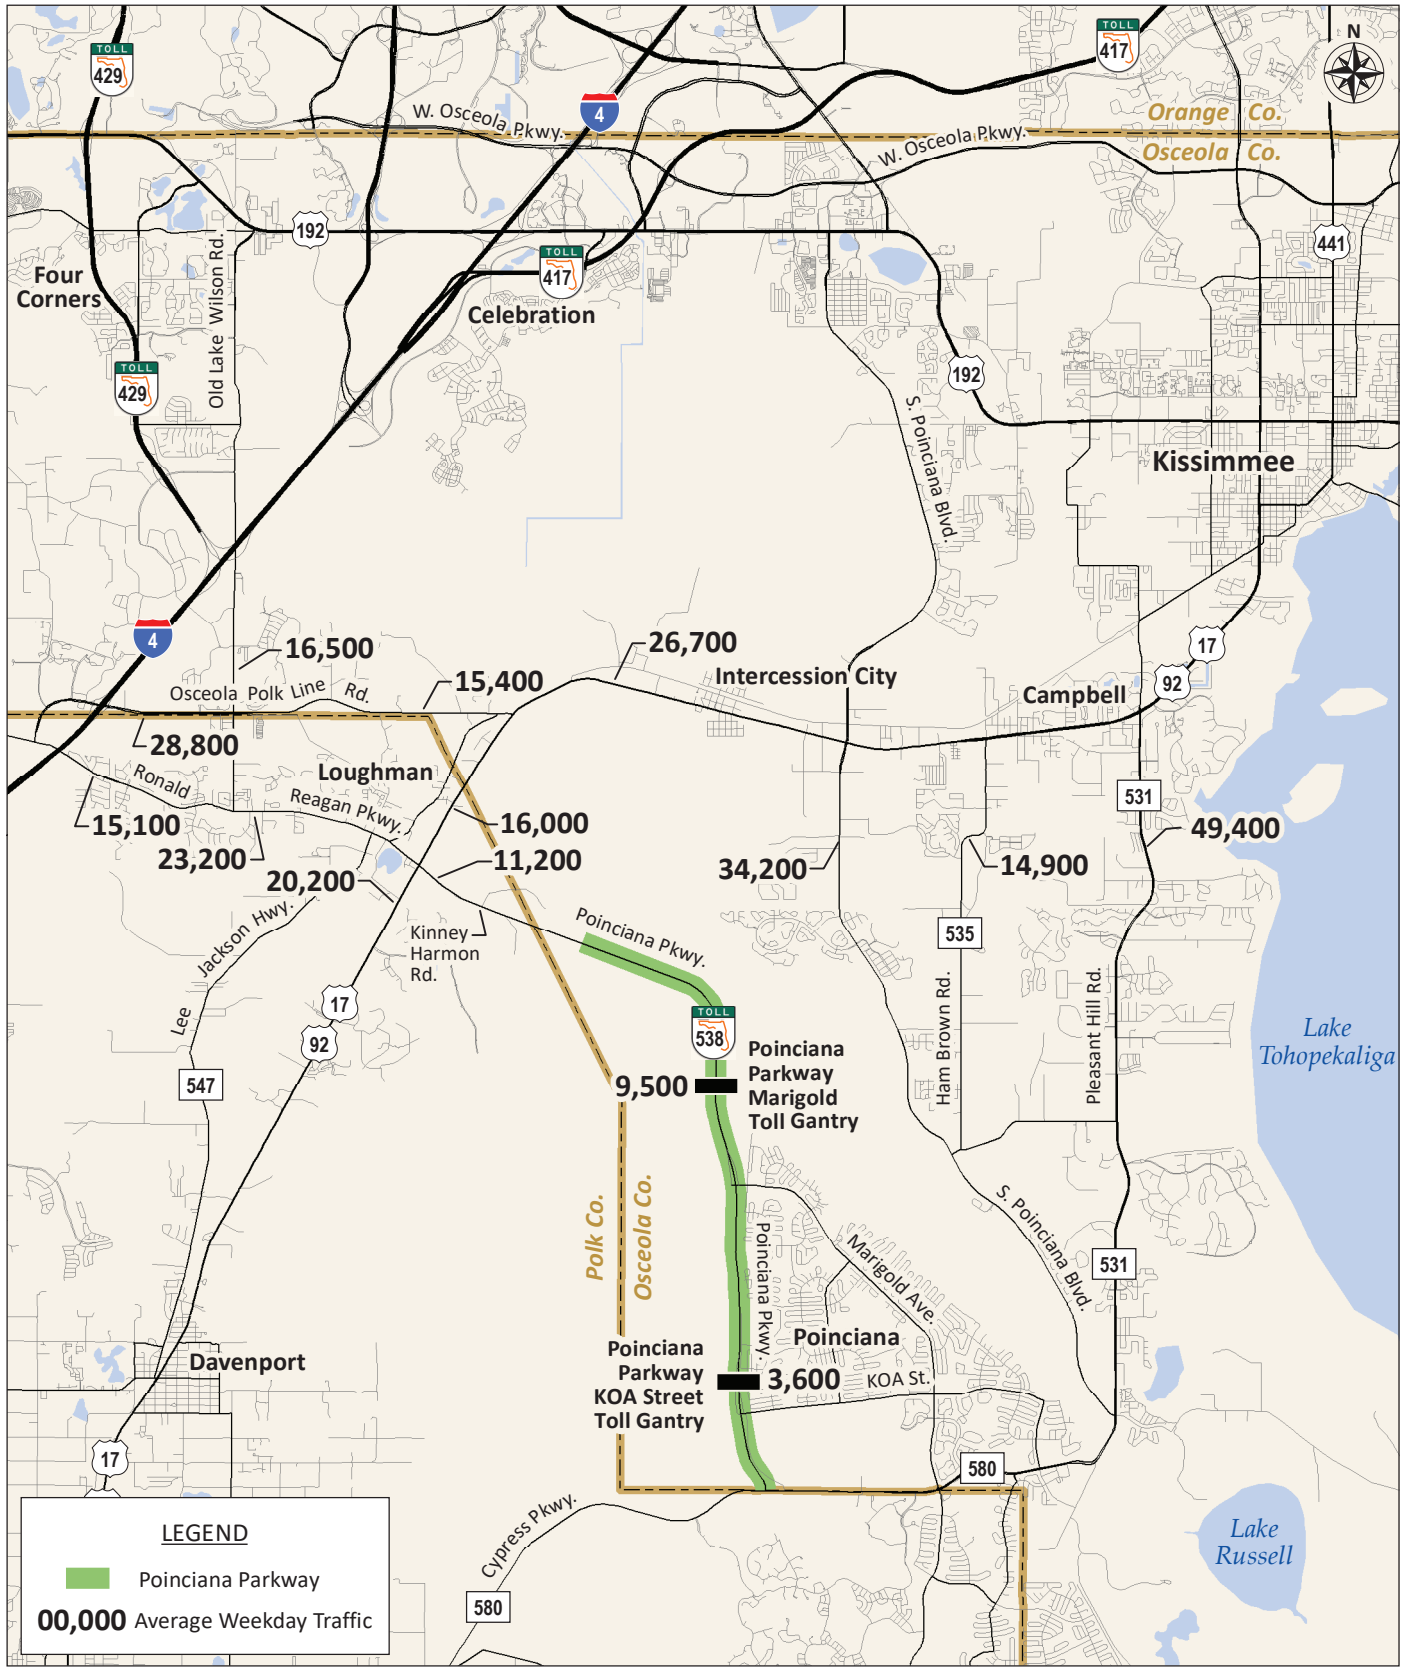 TOLL
429
TOLL
417
N
4
W. Osceola Pkwy.
Orange Co.
W. Osceola Pkwy.
Osceola Co.
192
441
Four
Corners
Old Lake Wilson Rd.
TOLL
417
Celebration
TOLL
429
192
S. Poinciana Blvd.
Kissimmee
4
16,500
26,700
17
Intercession City
15,400
92
Osceola Polk Line Rd.
Campbell
28,800
Loughman
Ronald
Reagan Pkwy.
531
15,100
16,000
49,400
23,200
11,200
34,200
14,900
20,200
Jackson Hwy.
Lee
Kinney
Harmon
Rd.
Poinciana Pkwy.
535
Ham Brown Rd.
Pleasant Hill Rd.
17
92
TOLL
538
Lake
Tohopekaliga
547
9,500
Poinciana
Parkway
Marigold
Toll Gantry
Polk Co.
Osceola Co.
Poinciana Pkwy.
Marigold Ave.
S. Poinciana Blvd.
531
Poinciana
Davenport
Poinciana
Parkway
KOA Street
Toll Gantry
3,600
KOA St.
17
580
Cypress Pkwy.
580
Lake
Russell
LEGEND
Poinciana Parkway
00,000 Average Weekday Traffic